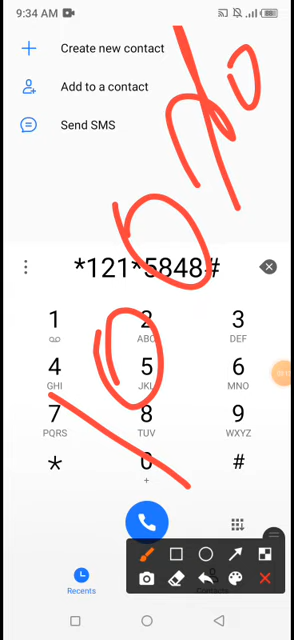 9:34 AM
Create new contact
Add to a contact
Send SMS
*121*5848#
1 2 3
ABC DEF
4 5 6
GHI JKL MNO
7 8 9
PQRS TUV WXYZ
* 0 #
+
Recents Contacts